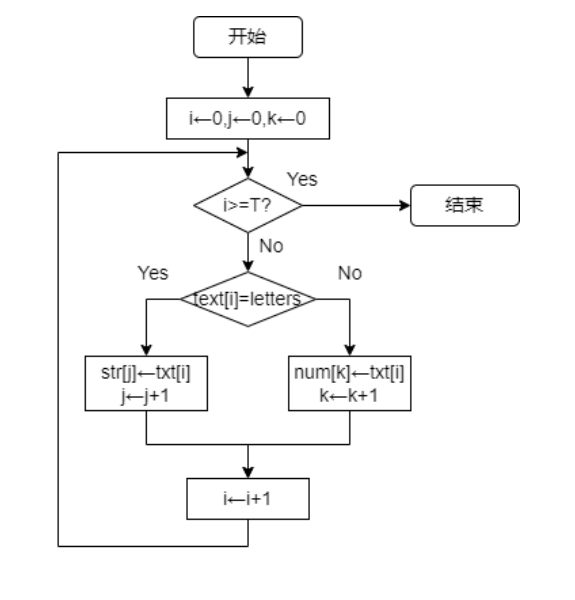 开始
i←0,j←0,k←0
Yes
i>=T?
结束
No
Yes
No
text[i]=letters
str[j]←txt[i]
j←j+1
num[k]←txt[i]
k←k+1
i←i+1